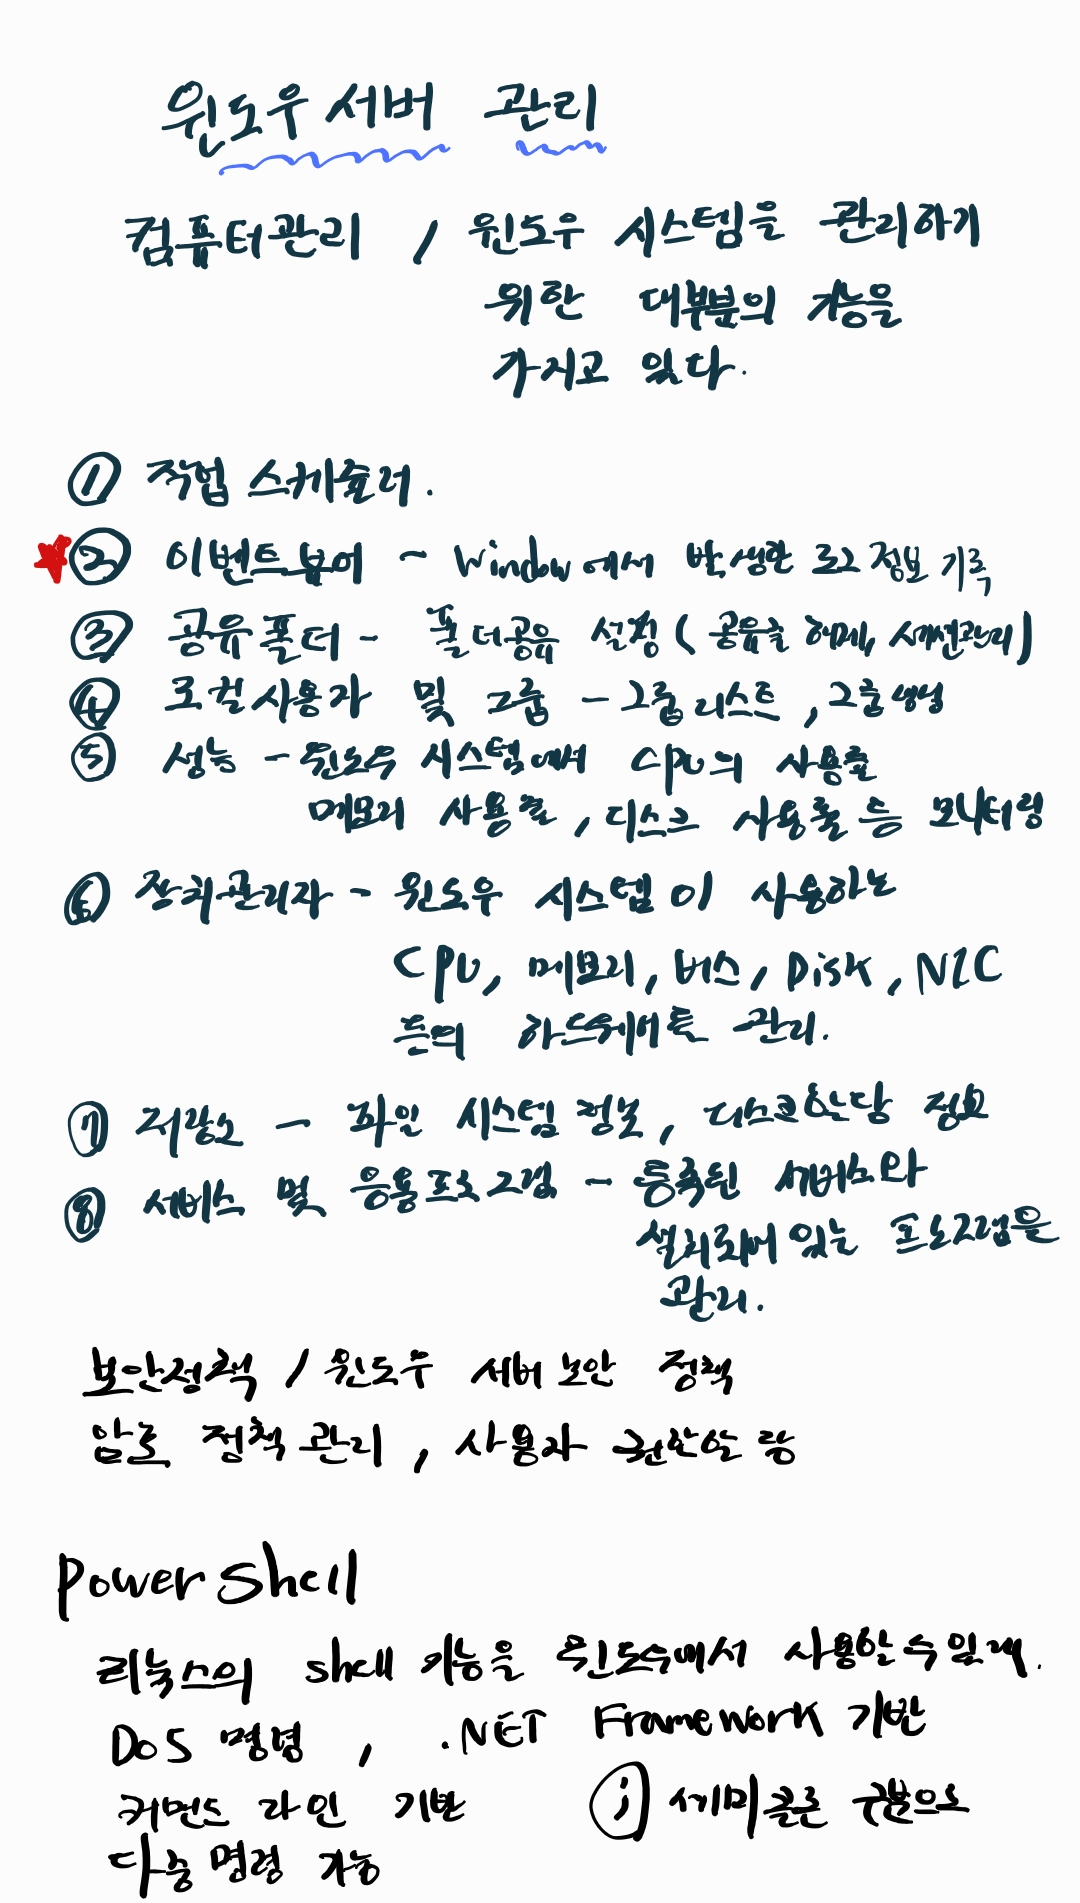 윈도우 서버 관리
컴퓨터관리 / 윈도우 시스템을 관리하기
위한 대부분의 기능을
가지고 있다.
① 작업 스케줄러.
② 이벤트뷰어 ~ Window에서 발생한 로그 정보 기록
③ 공유폴더 - 폴더공유 설정 ( 공유를 해제, 세션관리)
④ 로컬사용자 및 그룹 - 그룹리스트, 그룹생성
⑤ 성능 - 윈도우 시스템에서 CPU의 사용률
메모리 사용률, 디스크 사용률 등 모니터링
⑥ 장치관리자 - 윈도우 시스템이 사용하는
CPU, 메모리, 버스, Disk, NIC
등의 하드웨어를 관리.
⑦ 저장소 - 파일 시스템 정보, 디스크할당 정보
⑧ 서비스 및 응용프로그램 - 등록된 서비스와
설치되어 있는 프로그램을
관리.
보안정책 / 윈도우 서버 보안 정책
암호 정책 관리, 사용자 권한할당
Power Shell
리눅스의 shell 기능을 윈도우에서 사용할 수 있게.
DoS 명령, .NET Framework 기반
커맨드 라인 기반 ; 세미콜론 구분으로
다중 명령 가능